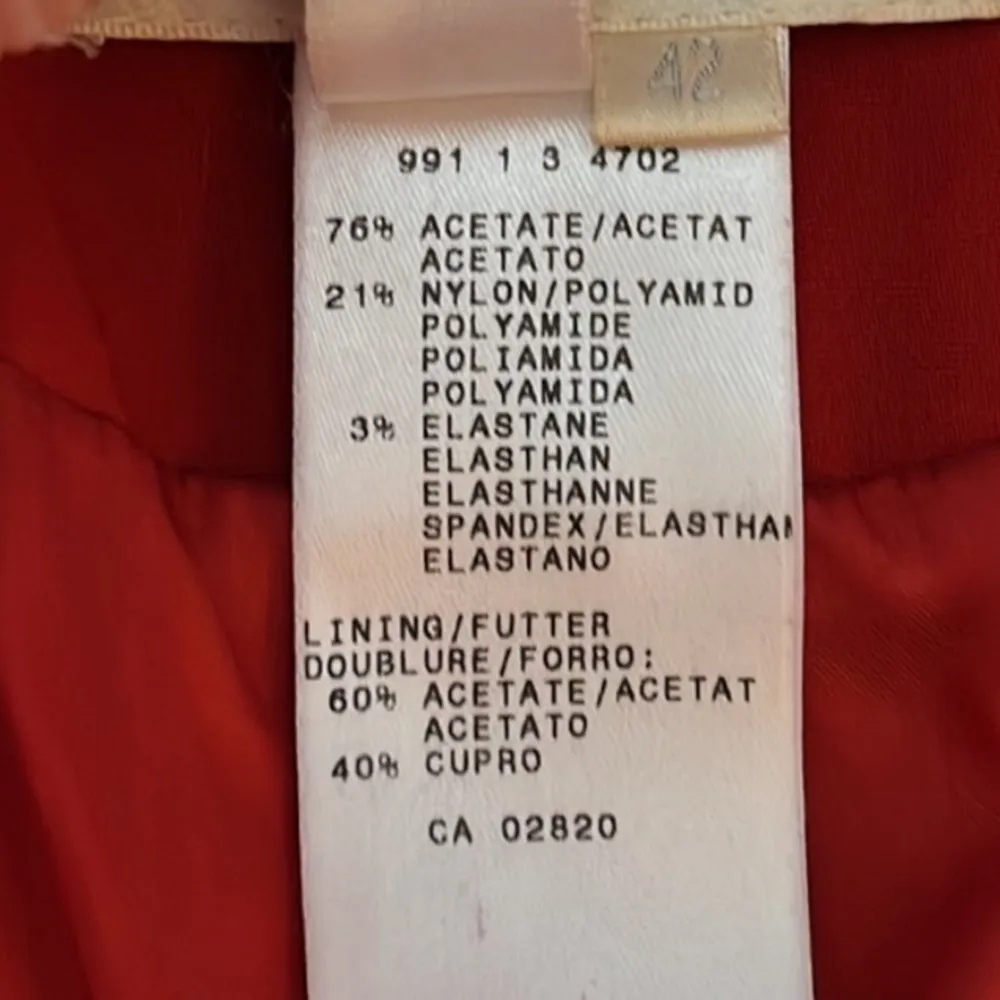 42
991 1 3 4702
76% ACETATE/ACETAT
ACETATO
21% NYLON/POLYAMID
POLYAMIDE
POLIAMIDA
POLYAMIDA
3% ELASTANE
ELASTHAN
ELASTHANNE
SPANDEX/ELASTHAN
ELASTANO
LINING/FUTTER
DOUBLURE/FORRO:
60% ACETATE/ACETAT
ACETATO
40% CUPRO
CA 02820